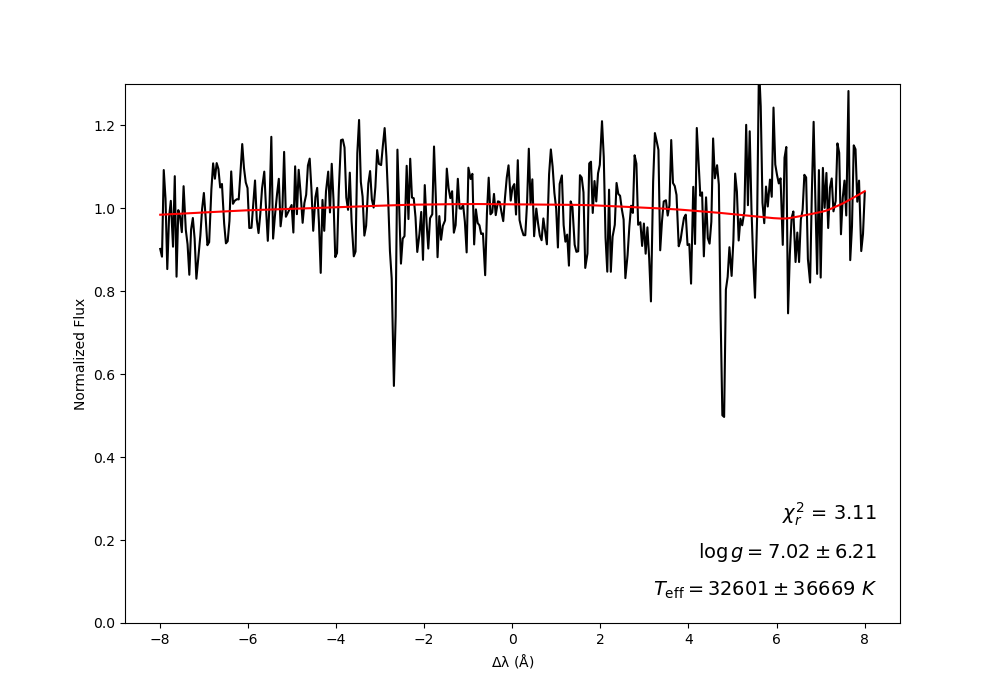 1.2
1.0
0.8
0.6
0.4
0.2
0.0
Normalized Flux
χ²ᵣ = 3.11
log g = 7.02 ± 6.21
T_eff = 32601 ± 36669 K
−8 −6 −4 −2 0 2 4 6 8
Δλ (Å)